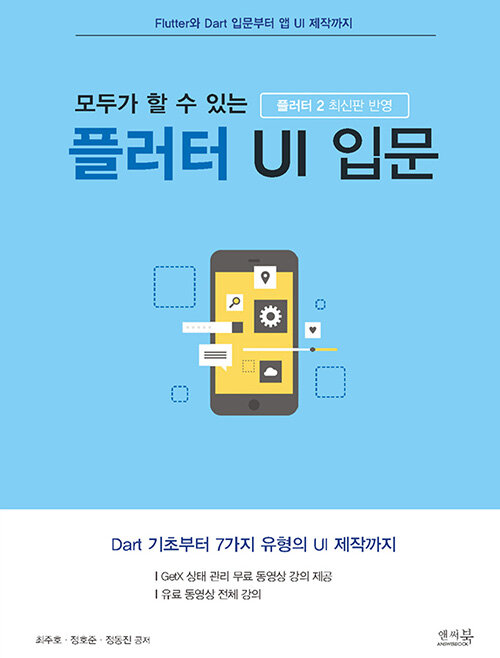 Flutter와 Dart 입문부터 앱 UI 제작까지
모두가 할 수 있는 플러터 2 최신판 반영
플러터 UI 입문
Dart 기초부터 7가지 유형의 UI 제작까지
I GetX 상태 관리 무료 동영상 강의 제공
I 유료 동영상 전체 강의
최주호 · 정호준 · 정동진 공저
앤써북
ANSWERBOOK